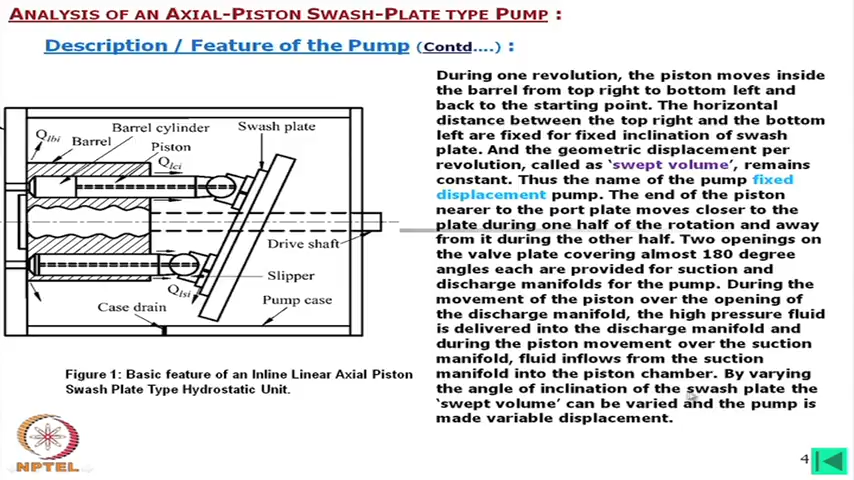 ANALYSIS OF AN AXIAL-PISTON SWASH-PLATE TYPE PUMP :
Description / Feature of the Pump (Contd....) :
Qlbi
Barrel
Barrel cylinder
Piston
Qlci
Swash plate
Drive shaft
Slipper
Qlsi
Case drain
Pump case
Figure 1: Basic feature of an Inline Linear Axial Piston
Swash Plate Type Hydrostatic Unit.
During one revolution, the piston moves inside
the barrel from top right to bottom left and
back to the starting point. The horizontal
distance between the top right and the bottom
left are fixed for fixed inclination of swash
plate. And the geometric displacement per
revolution, called as ‘swept volume’, remains
constant. Thus the name of the pump fixed
displacement pump. The end of the piston
nearer to the port plate moves closer to the
plate during one half of the rotation and away
from it during the other half. Two openings on
the valve plate covering almost 180 degree
angles each are provided for suction and
discharge manifolds for the pump. During the
movement of the piston over the opening of
the discharge manifold, the high pressure fluid
is delivered into the discharge manifold and
during the piston movement over the suction
manifold, fluid inflows from the suction
manifold into the piston chamber. By varying
the angle of inclination of the swash plate the
‘swept volume’ can be varied and the pump is
made variable displacement.
NPTEL
4